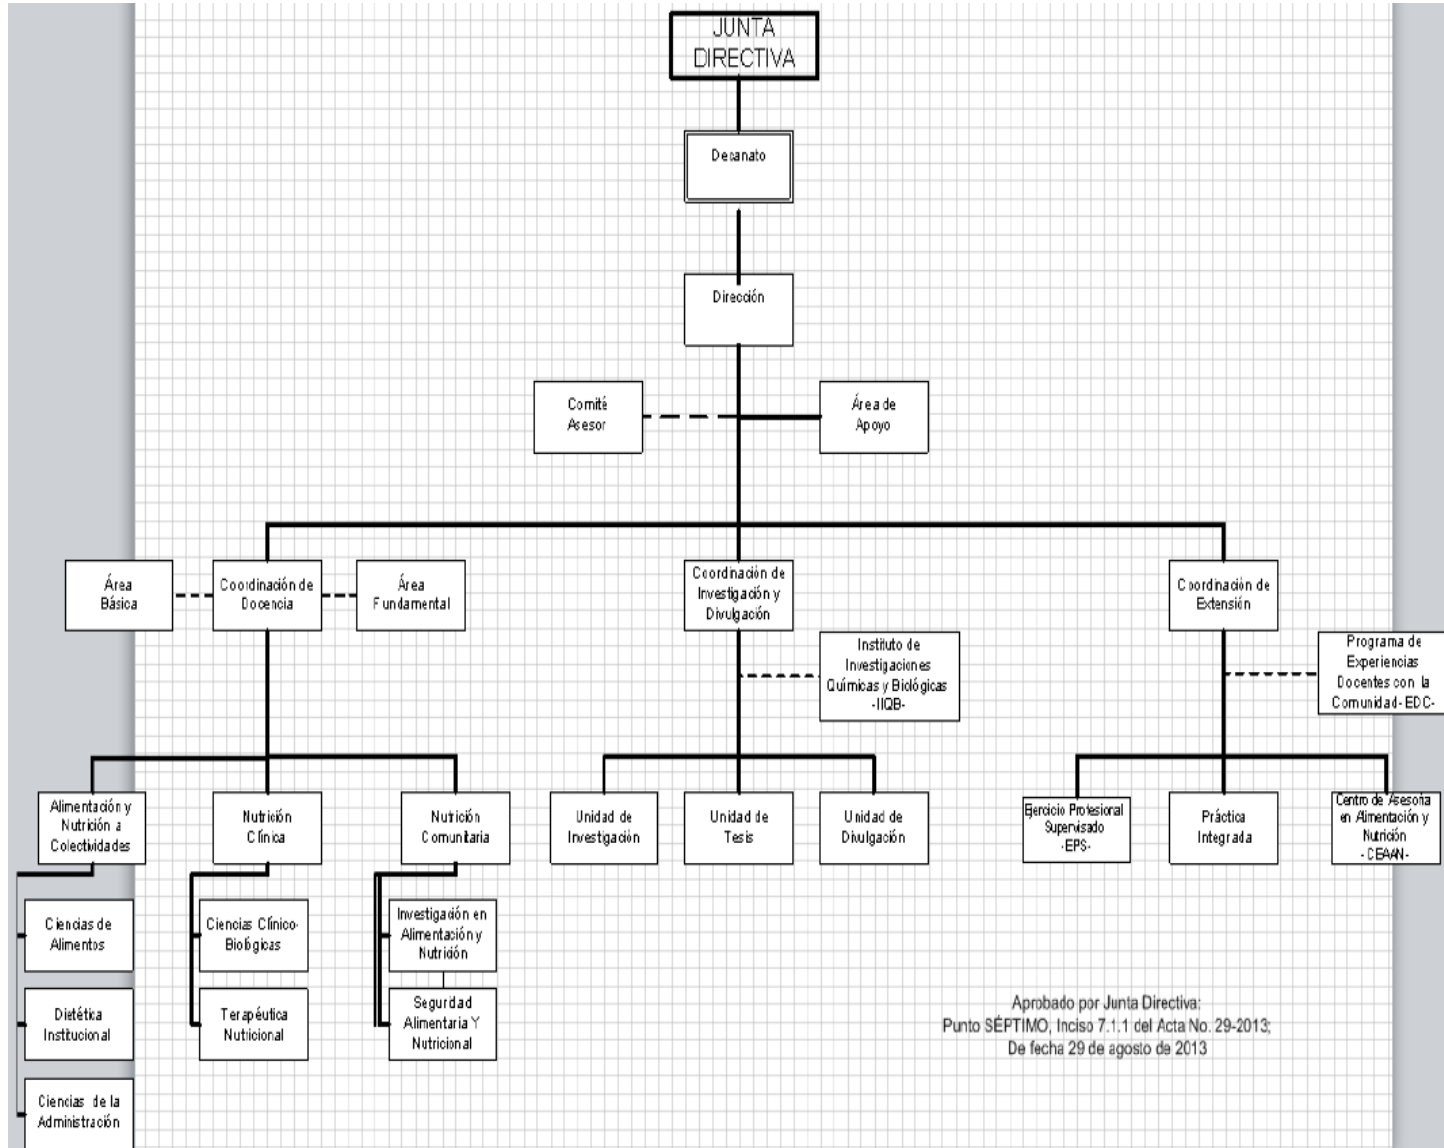 JUNTA
DIRECTIVA
Decanato
Dirección
Comité
Asesor
Área de
Apoyo
Área
Básica
Coordinación de
Docencia
Área
Fundamental
Coordinación de
Investigación y
Divulgación
Coordinación de
Extensión
Instituto de
Investigaciones
Químicas y Biológicas
-IIQB-
Programa de
Experiencias
Docentes con la
Comunidad- EDC-
Alimentación y
Nutrición a
Colectividades
Nutrición
Clínica
Nutrición
Comunitaria
Unidad de
Investigación
Unidad de
Tesis
Unidad de
Divulgación
Ejercicio Profesional
Supervisado
-EPS-
Práctica
Integrada
Centro de Asesoría
en Alimentación y
Nutrición
- CEAAN-
Ciencias de
Alimentos
Ciencias Clínico-
Biológicas
Investigación en
Alimentación y
Nutrición
Dietética
Institucional
Terapéutica
Nutricional
Seguridad
Alimentaria Y
Nutricional
Ciencias de la
Administración
Aprobado por Junta Directiva:
Punto SÉPTIMO, Inciso 7.1.1 del Acta No. 29-2013;
De fecha 29 de agosto de 2013